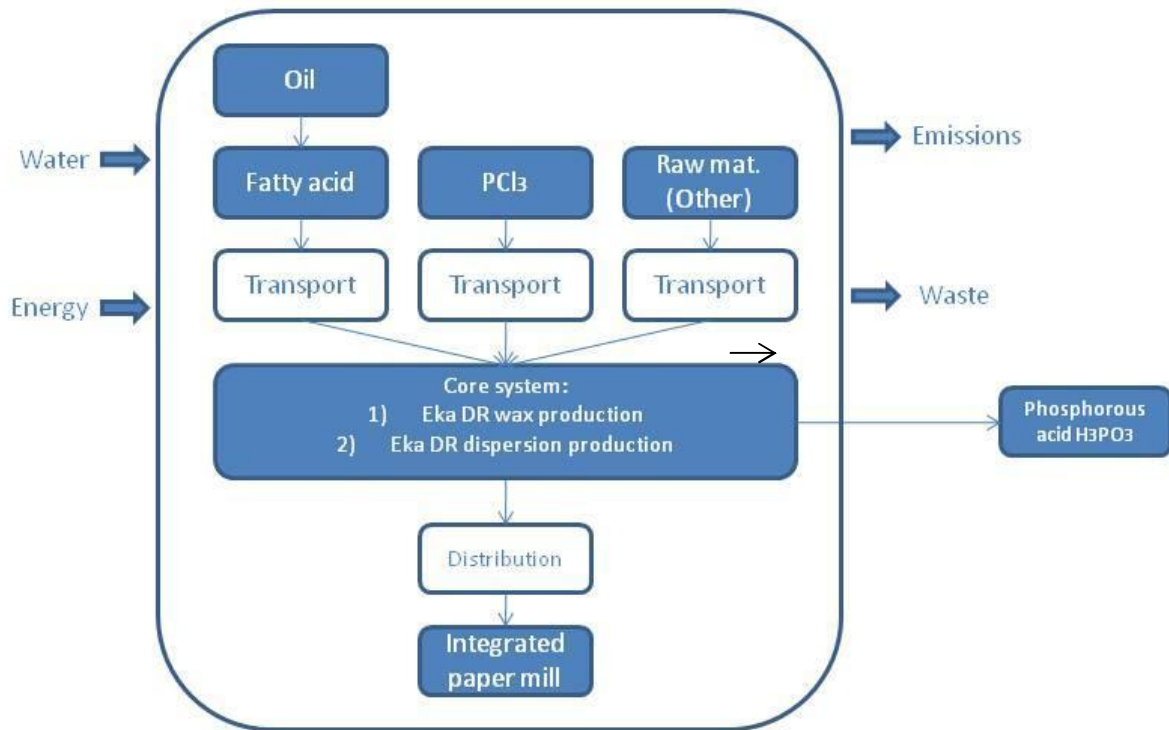 Oil
Water
Fatty acid
PCl₃
Raw mat.
(Other)
Emissions
Energy
Transport
Transport
Transport
Waste
Core system:
1) Eka DR wax production
2) Eka DR dispersion production
Phosphorous
acid H₃PO₃
Distribution
Integrated
paper mill